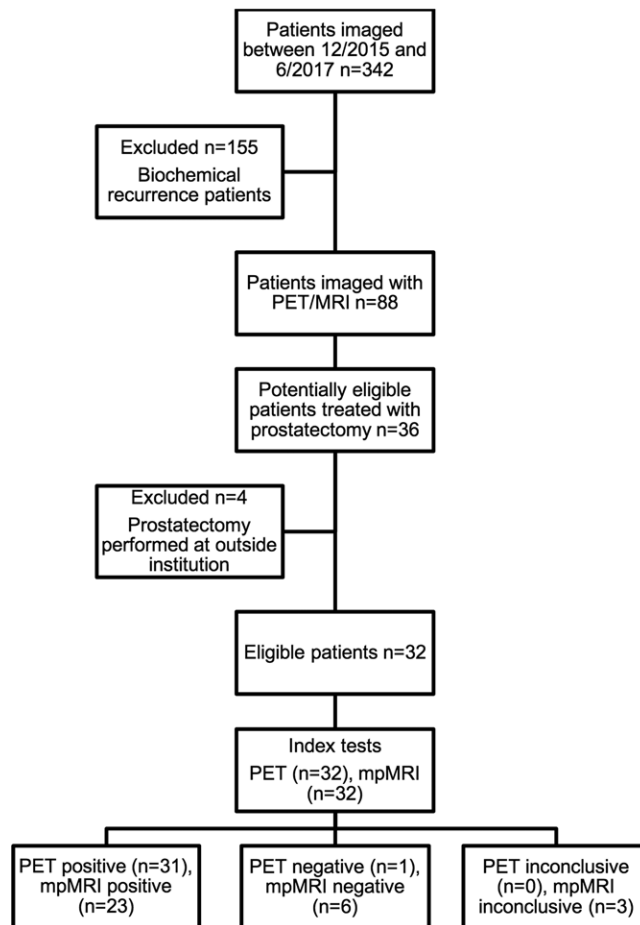 Patients imaged
between 12/2015 and
6/2017 n=342
Excluded n=155
Biochemical
recurrence patients
Patients imaged with
PET/MRI n=88
Potentially eligible
patients treated with
prostatectomy n=36
Excluded n=4
Prostatectomy
performed at outside
institution
Eligible patients n=32
Index tests
PET (n=32), mpMRI
(n=32)
PET positive (n=31),
mpMRI positive
(n=23)
PET negative (n=1),
mpMRI negative
(n=6)
PET inconclusive
(n=0), mpMRI
inconclusive (n=3)